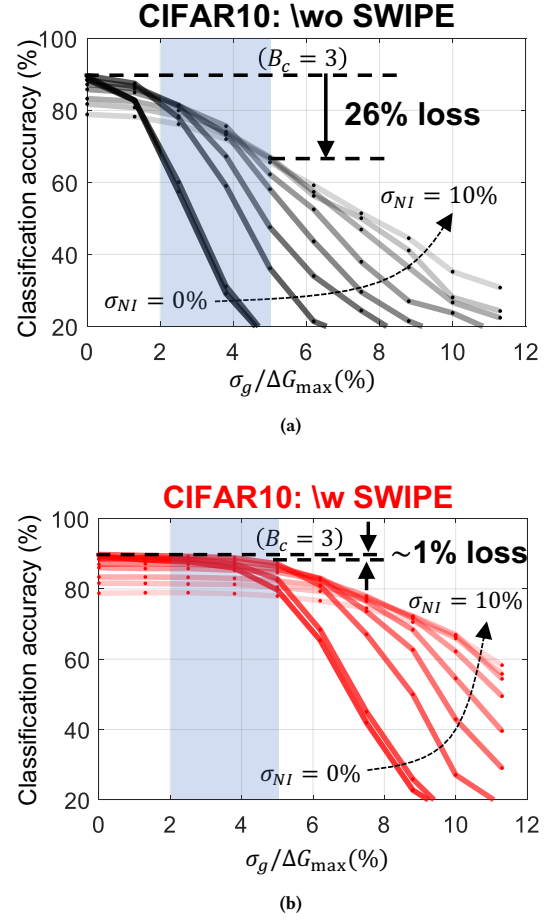 CIFAR10: \wo SWIPE
100
80
60
40
20
0
2
4
6
8
10
12
Classification accuracy (%)
σ_g/ΔG_max(%)
(B_c = 3)
26% loss
σ_NI = 10%
σ_NI = 0%
(a)
CIFAR10: \w SWIPE
100
80
60
40
20
0
2
4
6
8
10
12
Classification accuracy (%)
σ_g/ΔG_max(%)
(B_c = 3)
~1% loss
σ_NI = 10%
σ_NI = 0%
(b)